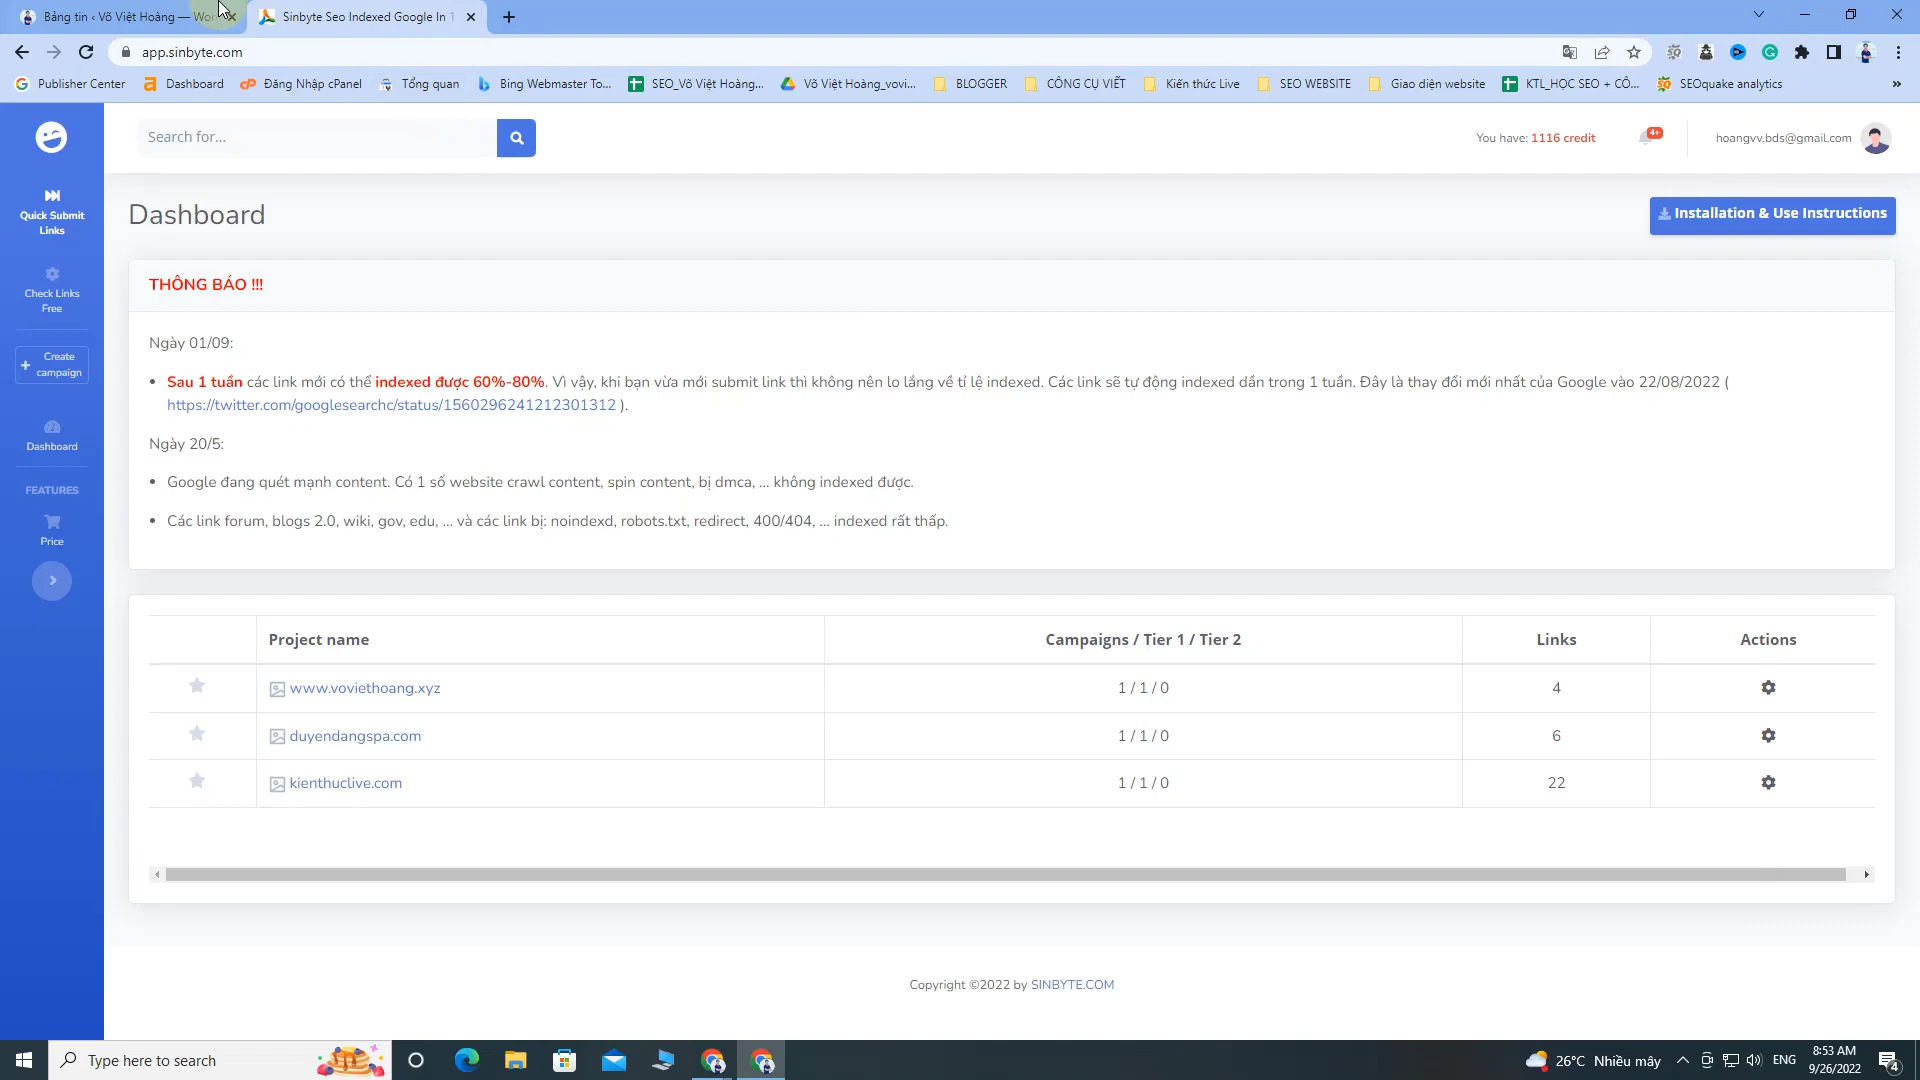 Bảng tin ‹ Võ Việt Hoàng — Wor
Sinbyte Seo Indexed Google In 1
app.sinbyte.com
Publisher Center
Dashboard
Đăng Nhập cPanel
Tổng quan
Bing Webmaster To...
SEO_Võ Việt Hoàng...
Võ Việt Hoàng_vovi...
BLOGGER
CÔNG CỤ VIẾT
Kiến thức Live
SEO WEBSITE
Giao diện website
KTL_HỌC SEO + CÔ...
SEOquake analytics
»
Search for...
You have: 1116 credit
4+
hoangvv.bds@gmail.com
Quick Submit
Links
Check Links
Free
Create
campaign
Dashboard
FEATURES
Price
Dashboard
Installation & Use Instructions
THÔNG BÁO !!!
Ngày 01/09:
Sau 1 tuần các link mới có thể indexed được 60%-80%. Vì vậy, khi bạn vừa mới submit link thì không nên lo lắng về tỉ lệ indexed. Các link sẽ tự động indexed dần trong 1 tuần. Đây là thay đổi mới nhất của Google vào 22/08/2022 (
https://twitter.com/googlesearchc/status/1560296241212301312 ).
Ngày 20/5:
Google đang quét mạnh content. Có 1 số website crawl content, spin content, bị dmca, ... không indexed được.
Các link forum, blogs 2.0, wiki, gov, edu, ... và các link bị: noindexd, robots.txt, redirect, 400/404, ... indexed rất thấp.
Project name
Campaigns / Tier 1 / Tier 2
Links
Actions
www.voviethoang.xyz
1 / 1 / 0
4
duyendangspa.com
1 / 1 / 0
6
kienthuclive.com
1 / 1 / 0
22
Copyright ©2022 by SINBYTE.COM
Type here to search
26°C Nhiều mây
ENG
8:53 AM
9/26/2022
4